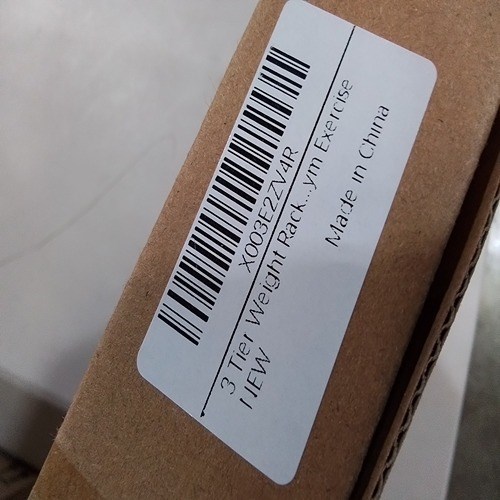 X003E2ZV4R
3 Tier Weight Rack...ym Exercise
NEW
Made in China